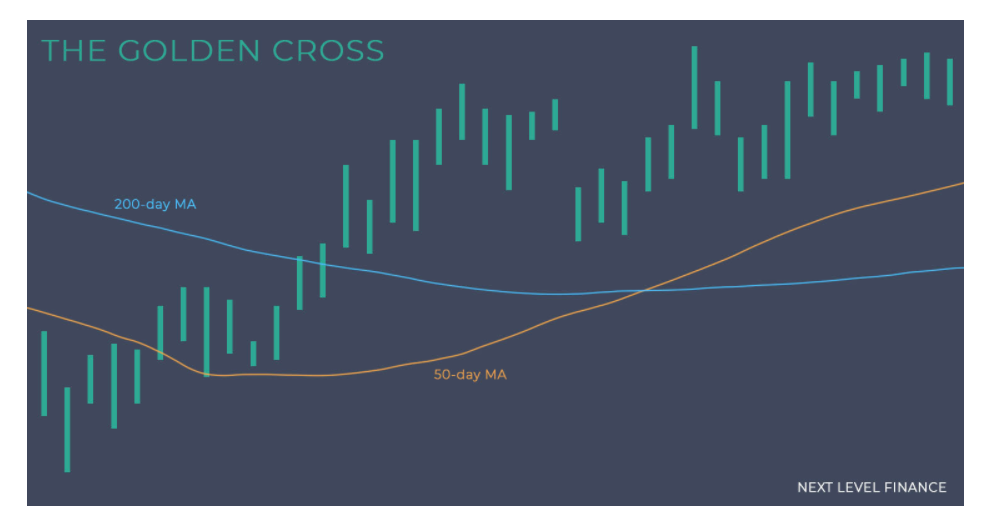 THE GOLDEN CROSS
200-day MA
50-day MA
NEXT LEVEL FINANCE